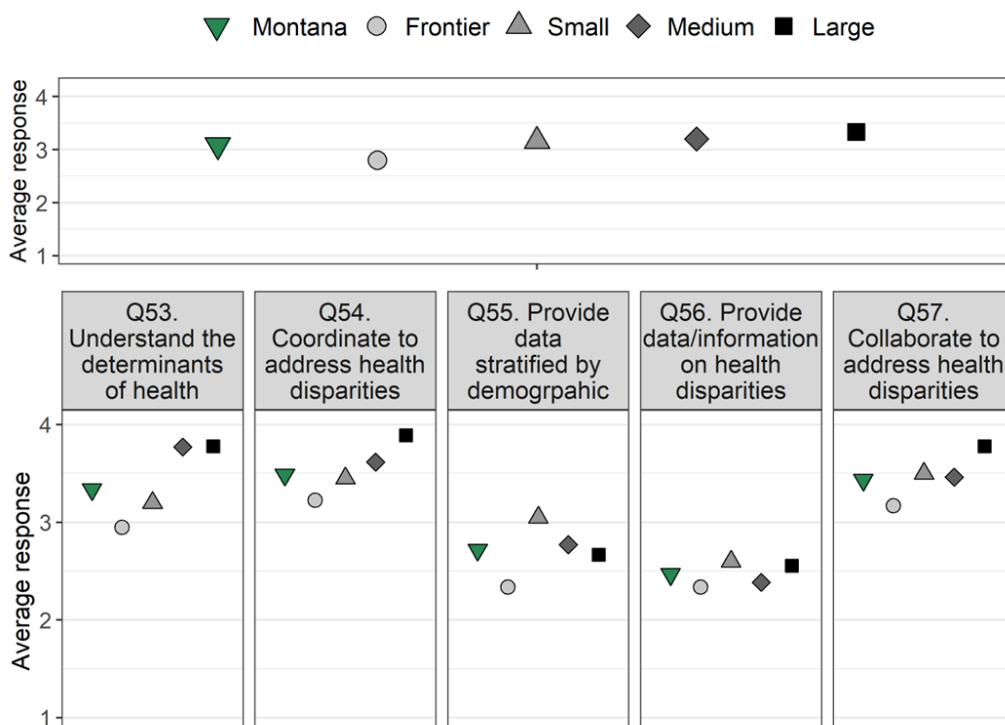 Montana Frontier Small Medium Large
Average response
4
3
2
1
Q53.
Understand the
determinants
of health
Q54.
Coordinate to
address health
disparities
Q55. Provide
data
stratified by
demogrpahic
Q56. Provide
data/information
on health
disparities
Q57.
Collaborate to
address health
disparities
Average response
4
3
2
1